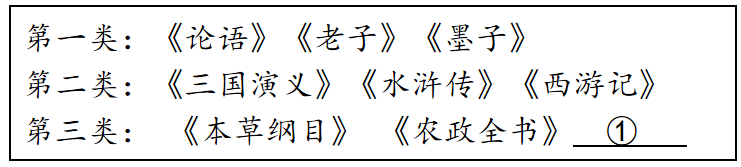 第一类：《论语》《老子》《墨子》
第二类：《三国演义》《水浒传》《西游记》
第三类：《本草纲目》《农政全书》①